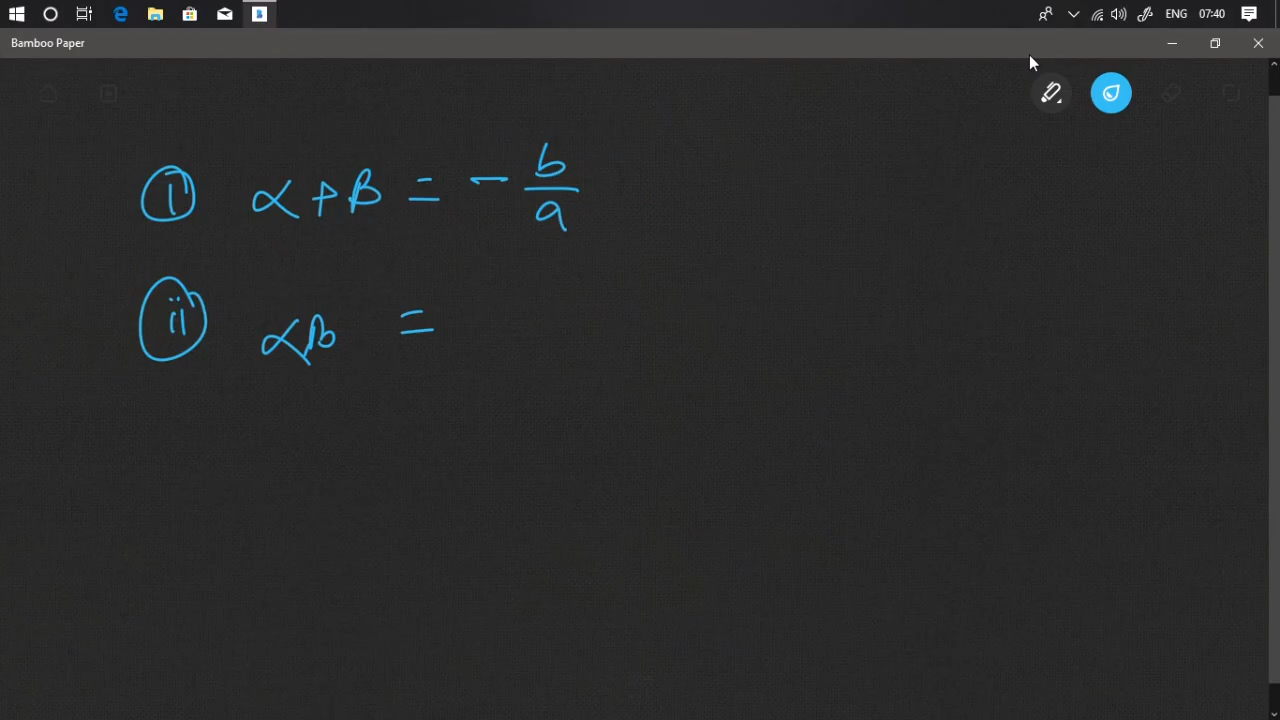 ENG 07:40
Bamboo Paper
(i) α + β = - b/a
(ii) αβ =